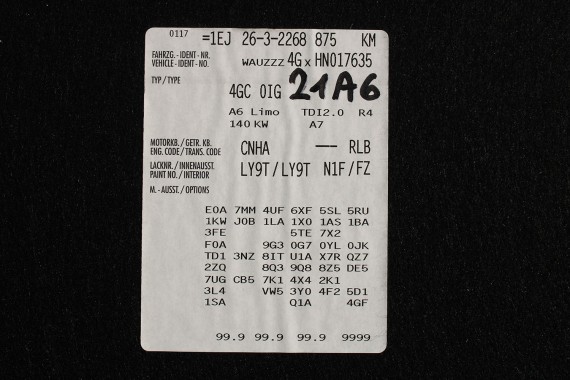 0117 =1EJ 26-3-2268 875 KM
FAHRZG.-IDENT-NR.
VEHICLE-IDENT-NO. WAUZZZ 4G x HN017635
TYP/TYPE 21A6
4GC 0IG
A6 Limo TDI2.0 R4
140 KW A7
MOTORKB./GETR. KB.
ENG. CODE/TRANS. CODE CNHA --- RLB
LACKNR./INNENAUSST.
PAINT NO./INTERIOR LY9T/LY9T N1F/FZ
M.-AUSST./OPTIONS
E0A 7MM 4UF 6XF 5SL 5RU
1KW J0B 1LA 1X0 1AS 1BA
3FE 5TE 7X2
F0A 9G3 0G7 0YL 0JK
TD1 3NZ 8IT U1A X7R QZ7
2ZQ 8Q3 9Q8 8Z5 DE5
7UG CB5 7K1 4X4 2K1
3L4 VW5 3Y0 4F2 5D1
1SA Q1A 4GF
99.9 99.9 99.9 9999